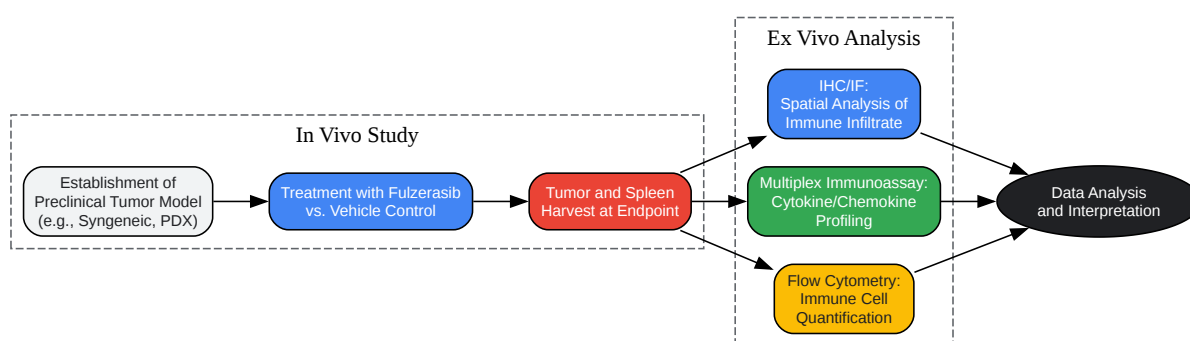 In Vivo Study
Establishment of
Preclinical Tumor Model
(e.g., Syngeneic, PDX)
Treatment with Fulzerasib
vs. Vehicle Control
Tumor and Spleen
Harvest at Endpoint
Ex Vivo Analysis
IHC/IF:
Spatial Analysis of
Immune Infiltrate
Multiplex Immunoassay:
Cytokine/Chemokine
Profiling
Flow Cytometry:
Immune Cell
Quantification
Data Analysis
and Interpretation